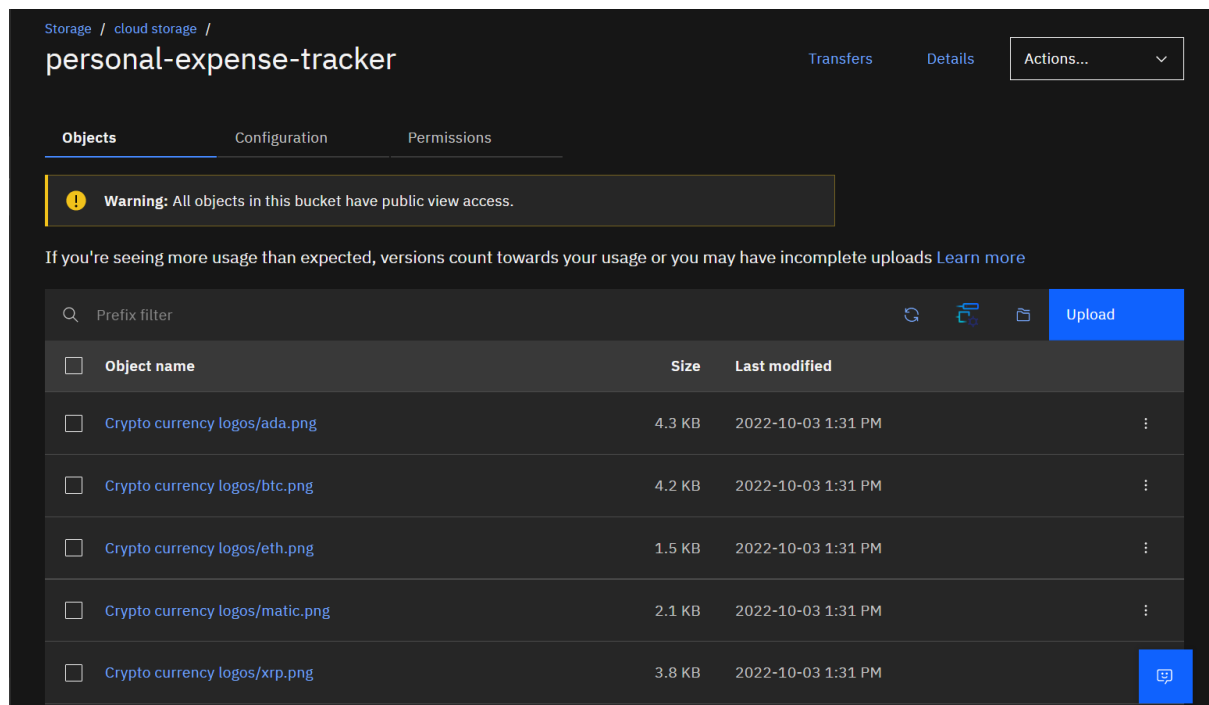 Storage / cloud storage /
personal-expense-tracker
Transfers Details Actions...
Objects Configuration Permissions
Warning: All objects in this bucket have public view access.
If you're seeing more usage than expected, versions count towards your usage or you may have incomplete uploads Learn more
Prefix filter Upload
Object name Size Last modified
Crypto currency logos/ada.png 4.3 KB 2022-10-03 1:31 PM
Crypto currency logos/btc.png 4.2 KB 2022-10-03 1:31 PM
Crypto currency logos/eth.png 1.5 KB 2022-10-03 1:31 PM
Crypto currency logos/matic.png 2.1 KB 2022-10-03 1:31 PM
Crypto currency logos/xrp.png 3.8 KB 2022-10-03 1:31 PM